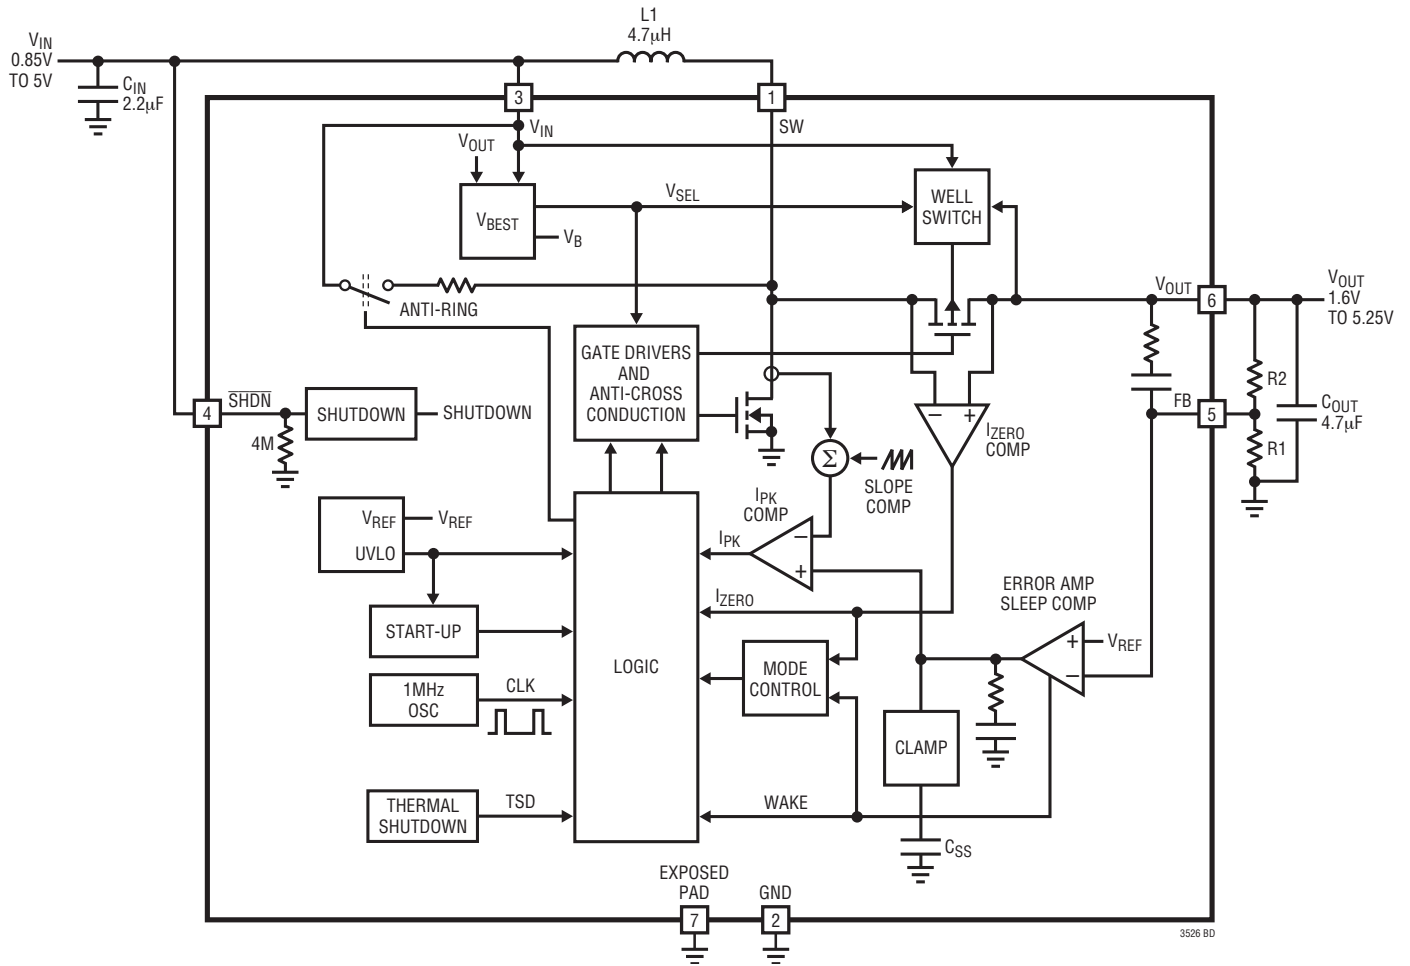 L1
4.7μH
VIN
0.85V
TO 5V
CIN
2.2μF
3
1
VIN
SW
VOUT
VBEST
VSEL
VB
WELL
SWITCH
ANTI-RING
VOUT
6
VOUT
1.6V
TO 5.25V
GATE DRIVERS
AND
ANTI-CROSS
CONDUCTION
4
SHDN
SHUTDOWN
SHUTDOWN
4M
– +
IZERO
COMP
FB
5
R2
R1
COUT
4.7μF
Σ
SLOPE
COMP
IPK
COMP
–
+
IPK
VREF
VREF
UVLO
IZERO
ERROR AMP
SLEEP COMP
+
–
VREF
START-UP
LOGIC
MODE
CONTROL
1MHz
OSC
CLK
CLAMP
THERMAL
SHUTDOWN
TSD
WAKE
CSS
EXPOSED
PAD
GND
7
2
3526 BD